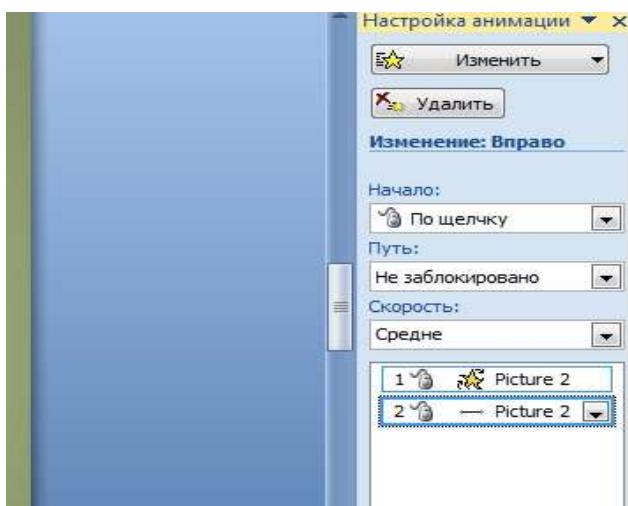 Настройка анимации
Изменить
Удалить
Изменение: Вправо
Начало:
По щелчку
Путь:
Не заблокировано
Скорость:
Средне
1 Picture 2
2 Picture 2